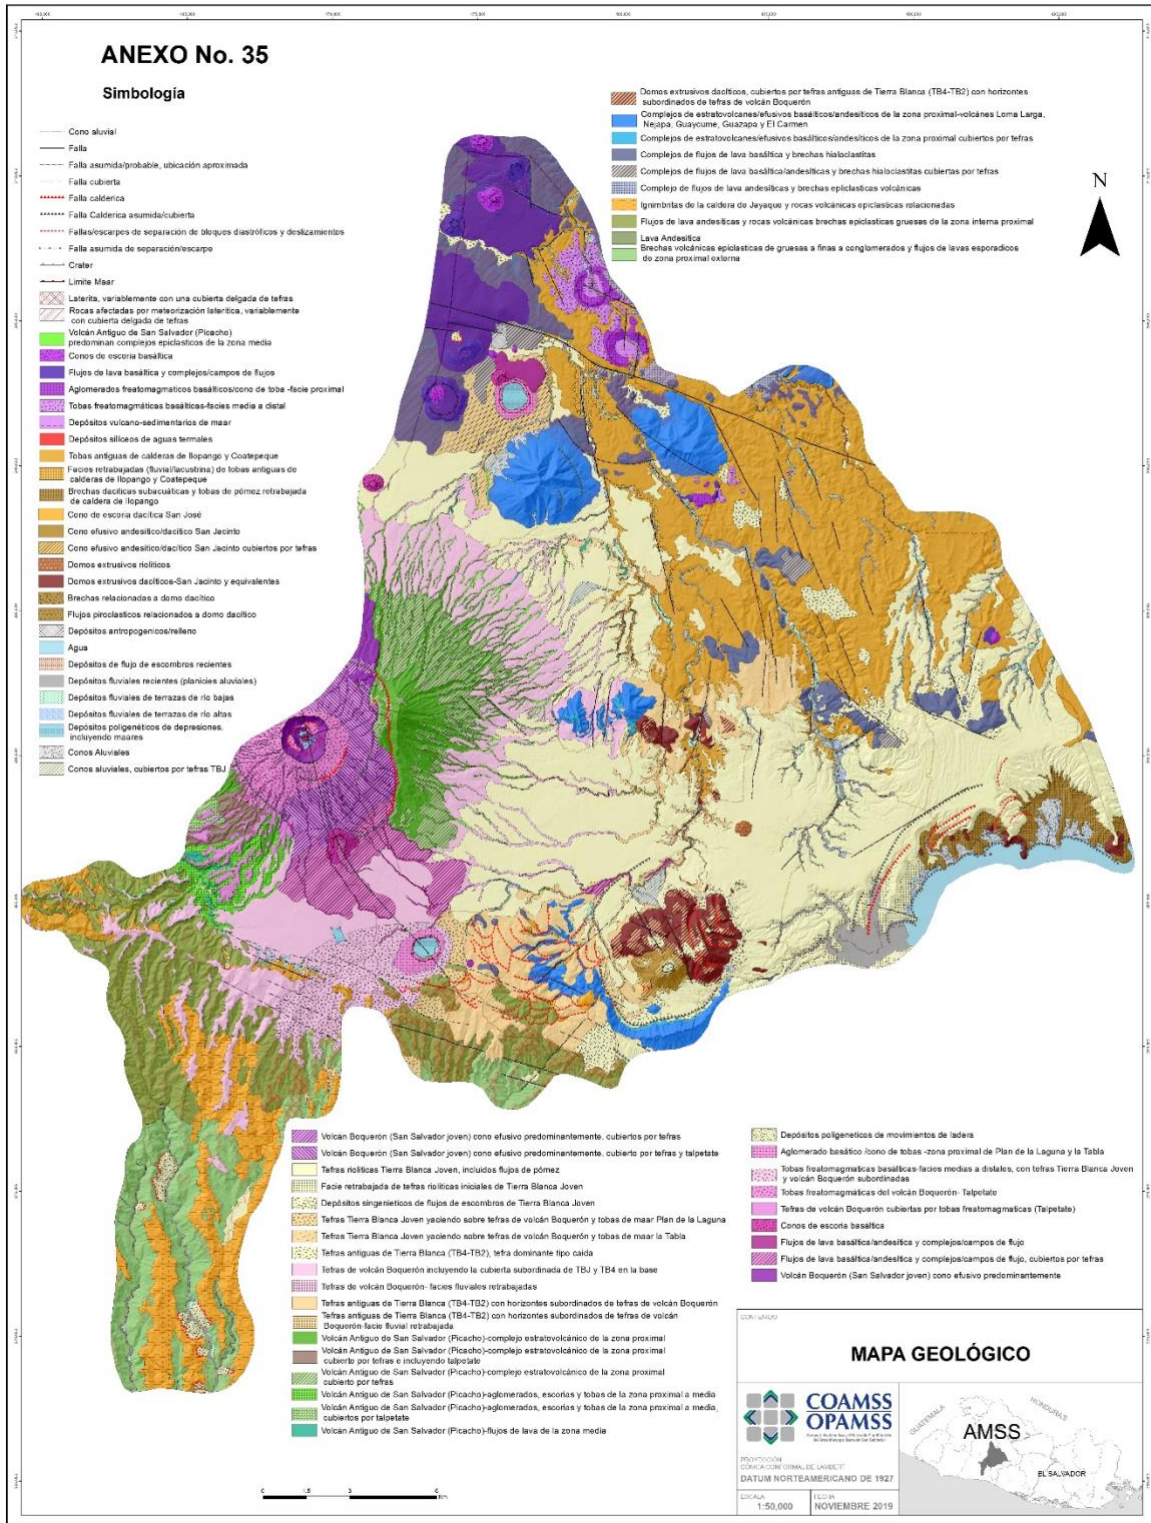 ANEXO No. 35
Simbología
Cono aluvial
Falla
Falla asumida/probable, ubicación aproximada
Falla cubierta
Falla calderica
Falla Calderica asumida/cubierta
Fallas/escarpes de separación de bloques diastróficos y deslizamientos
Falla asumida de separación/escarpe
Crater
Limite Maar
Laterita, variablemente con una cubierta delgada de tefras
Rocas afectadas por meteorización lateritica, variablemente
con cubierta delgada de tefras
Volcán Antiguo de San Salvador (Picacho)
predominan complejos epiclasticos de la zona media
Conos de escoria basáltica
Flujos de lava basáltica y complejos/campos de flujos
Aglomerados freatomagmaticos basálticos/cono de toba -facie proximal
Tobas freatomagmáticas basálticas-facies media a distal
Depósitos vulcano-sedimentarios de maar
Depósitos silíceos de aguas termales
Tobas antiguas de calderas de Ilopango y Coatepeque
Facies retrabajadas (fluvial/lacustrina) de tobas antiguas de
calderas de Ilopango y Coatepeque
Brechas dacíticas subacuáticas y tobas de pómez retrabajada
de caldera de Ilopango
Cono de escoria dacítica San José
Cono efusivo andesitico/dacítico San Jacinto
Cono efusivo andesitico/dacítico San Jacinto cubiertos por tefras
Domos extrusivos riolíticos
Domos extrusivos dacíticos-San Jacinto y equivalentes
Brechas relacionadas a domo dacítico
Flujos piroclasticos relacionados a domo dacítico
Depósitos antropogenicos/relleno
Agua
Depósitos de flujo de escombros recientes
Depósitos fluviales recientes (planicies aluviales)
Depósitos fluviales de terrazas de río bajas
Depósitos fluviales de terrazas de río altas
Depósitos poligenéticos de depresiones,
incluyendo maares
Conos Aluviales
Conos aluviales, cubiertos por tefras TBJ
Domos extrusivos dacíticos, cubiertos por tefras antiguas de Tierra Blanca (TB4-TB2) con horizontes
subordinados de tefras de volcán Boquerón
Complejos de estratovolcanes/efusivos basálticos/andesíticos de la zona proximal-volcánes Loma Larga,
Nejapa, Guaycume, Guazapa y El Carmen
Complejos de estratovolcanes/efusivos basálticos/andesíticos de la zona proximal cubiertos por tefras
Complejos de flujos de lava basáltica y brechas hialoclastitas
Complejos de flujos de lava basáltica/andesíticas y brechas hialoclastitas cubiertas por tefras
Complejo de flujos de lava andesíticas y brechas epiclasticas volcánicas
Ignimbritas de la caldera de Jayaque y rocas volcánicas epiclasticas relacionadas
Flujos de lava andesíticas y rocas volcánicas brechas epiclasticas gruesas de la zona interna proximal
Lava Andesitica
Brechas volcánicas epiclasticas de gruesas a finas a conglomerados y flujos de lavas esporadicos
de zona proximal externa
N
Volcán Boquerón (San Salvador joven) cono efusivo predominantemente, cubiertos por tefras
Volcán Boquerón (San Salvador joven) cono efusivo predominantemente, cubierto por tefras y talpetate
Tefras rioliticas Tierra Blanca Joven, incluidos flujos de pómez
Facie retrabajada de tefras riolíticas iniciales de Tierra Blanca Joven
Depósitos singenieticos de flujos de escombros de Tierra Blanca Joven
Tefras Tierra Blanca Joven yaciendo sobre tefras de volcán Boquerón y tobas de maar Plan de la Laguna
Tefras Tierra Blanca Joven yaciendo sobre tefras de volcán Boquerón y tobas de maar la Tabla
Tefras antiguas de Tierra Blanca (TB4-TB2), tefra dominante tipo caida
Tefras de volcán Boquerón incluyendo la cubierta subordinada de TBJ y TB4 en la base
Tefras de volcán Boquerón- facies fluviales retrabajadas
Tefras antiguas de Tierra Blanca (TB4-TB2) con horizontes subordinados de tefras de volcán Boquerón
Tefras antiguas de Tierra Blanca (TB4-TB2) con horizontes subordinados de tefras de volcán
Boquerón-facie fluvial retrabajada
Volcán Antiguo de San Salvador (Picacho)-complejo estratovolcánico de la zona proximal
Volcán Antiguo de San Salvador (Picacho)-complejo estratovolcánico de la zona proximal
cubierto por tefras e incluyendo talpetate
Volcán Antiguo de San Salvador (Picacho)-complejo estratovolcánico de la zona proximal
cubierto por tefras
Volcán Antiguo de San Salvador (Picacho)-aglomerados, escorias y tobas de la zona proximal a media
Volcán Antiguo de San Salvador (Picacho)-aglomerados, escorias y tobas de la zona proximal a media,
cubiertos por talpetate
Volcán Antiguo de San Salvador (Picacho)-flujos de lava de la zona media
Depósitos poligeneticos de movimientos de ladera
Aglomerado basático /cono de tobas -zona proximal de Plan de la Laguna y la Tabla
Tobas freatomagmaticas basálticas-facies medias a distales, con tefras Tierra Blanca Joven
y volcán Boquerón subordinadas
Tobas freatomagmáticas del volcán Boquerón- Talpetate
Tefras de volcán Boquerón cubiertas por tobas freatomagmaticas (Talpetate)
Conos de escoria basáltica
Flujos de lava basáltica/andesítica y complejos/campos de flujo
Flujos de lava basáltica/andesítica y complejos/campos de flujo, cubiertos por tefras
Volcán Boquerón (San Salvador joven) cono efusivo predominantemente
0 1.5 3 6
Km
CONTENIDO
MAPA GEOLÓGICO
COAMSS
OPAMSS
PROYECCIÓN
CÓNICA CONFORMAL DE LAMBERT
DATUM NORTEAMERICANO DE 1927
ESCALA
1:50,000
FECHA
NOVIEMBRE 2019
GUATEMALA
HONDURAS
AMSS
EL SALVADOR